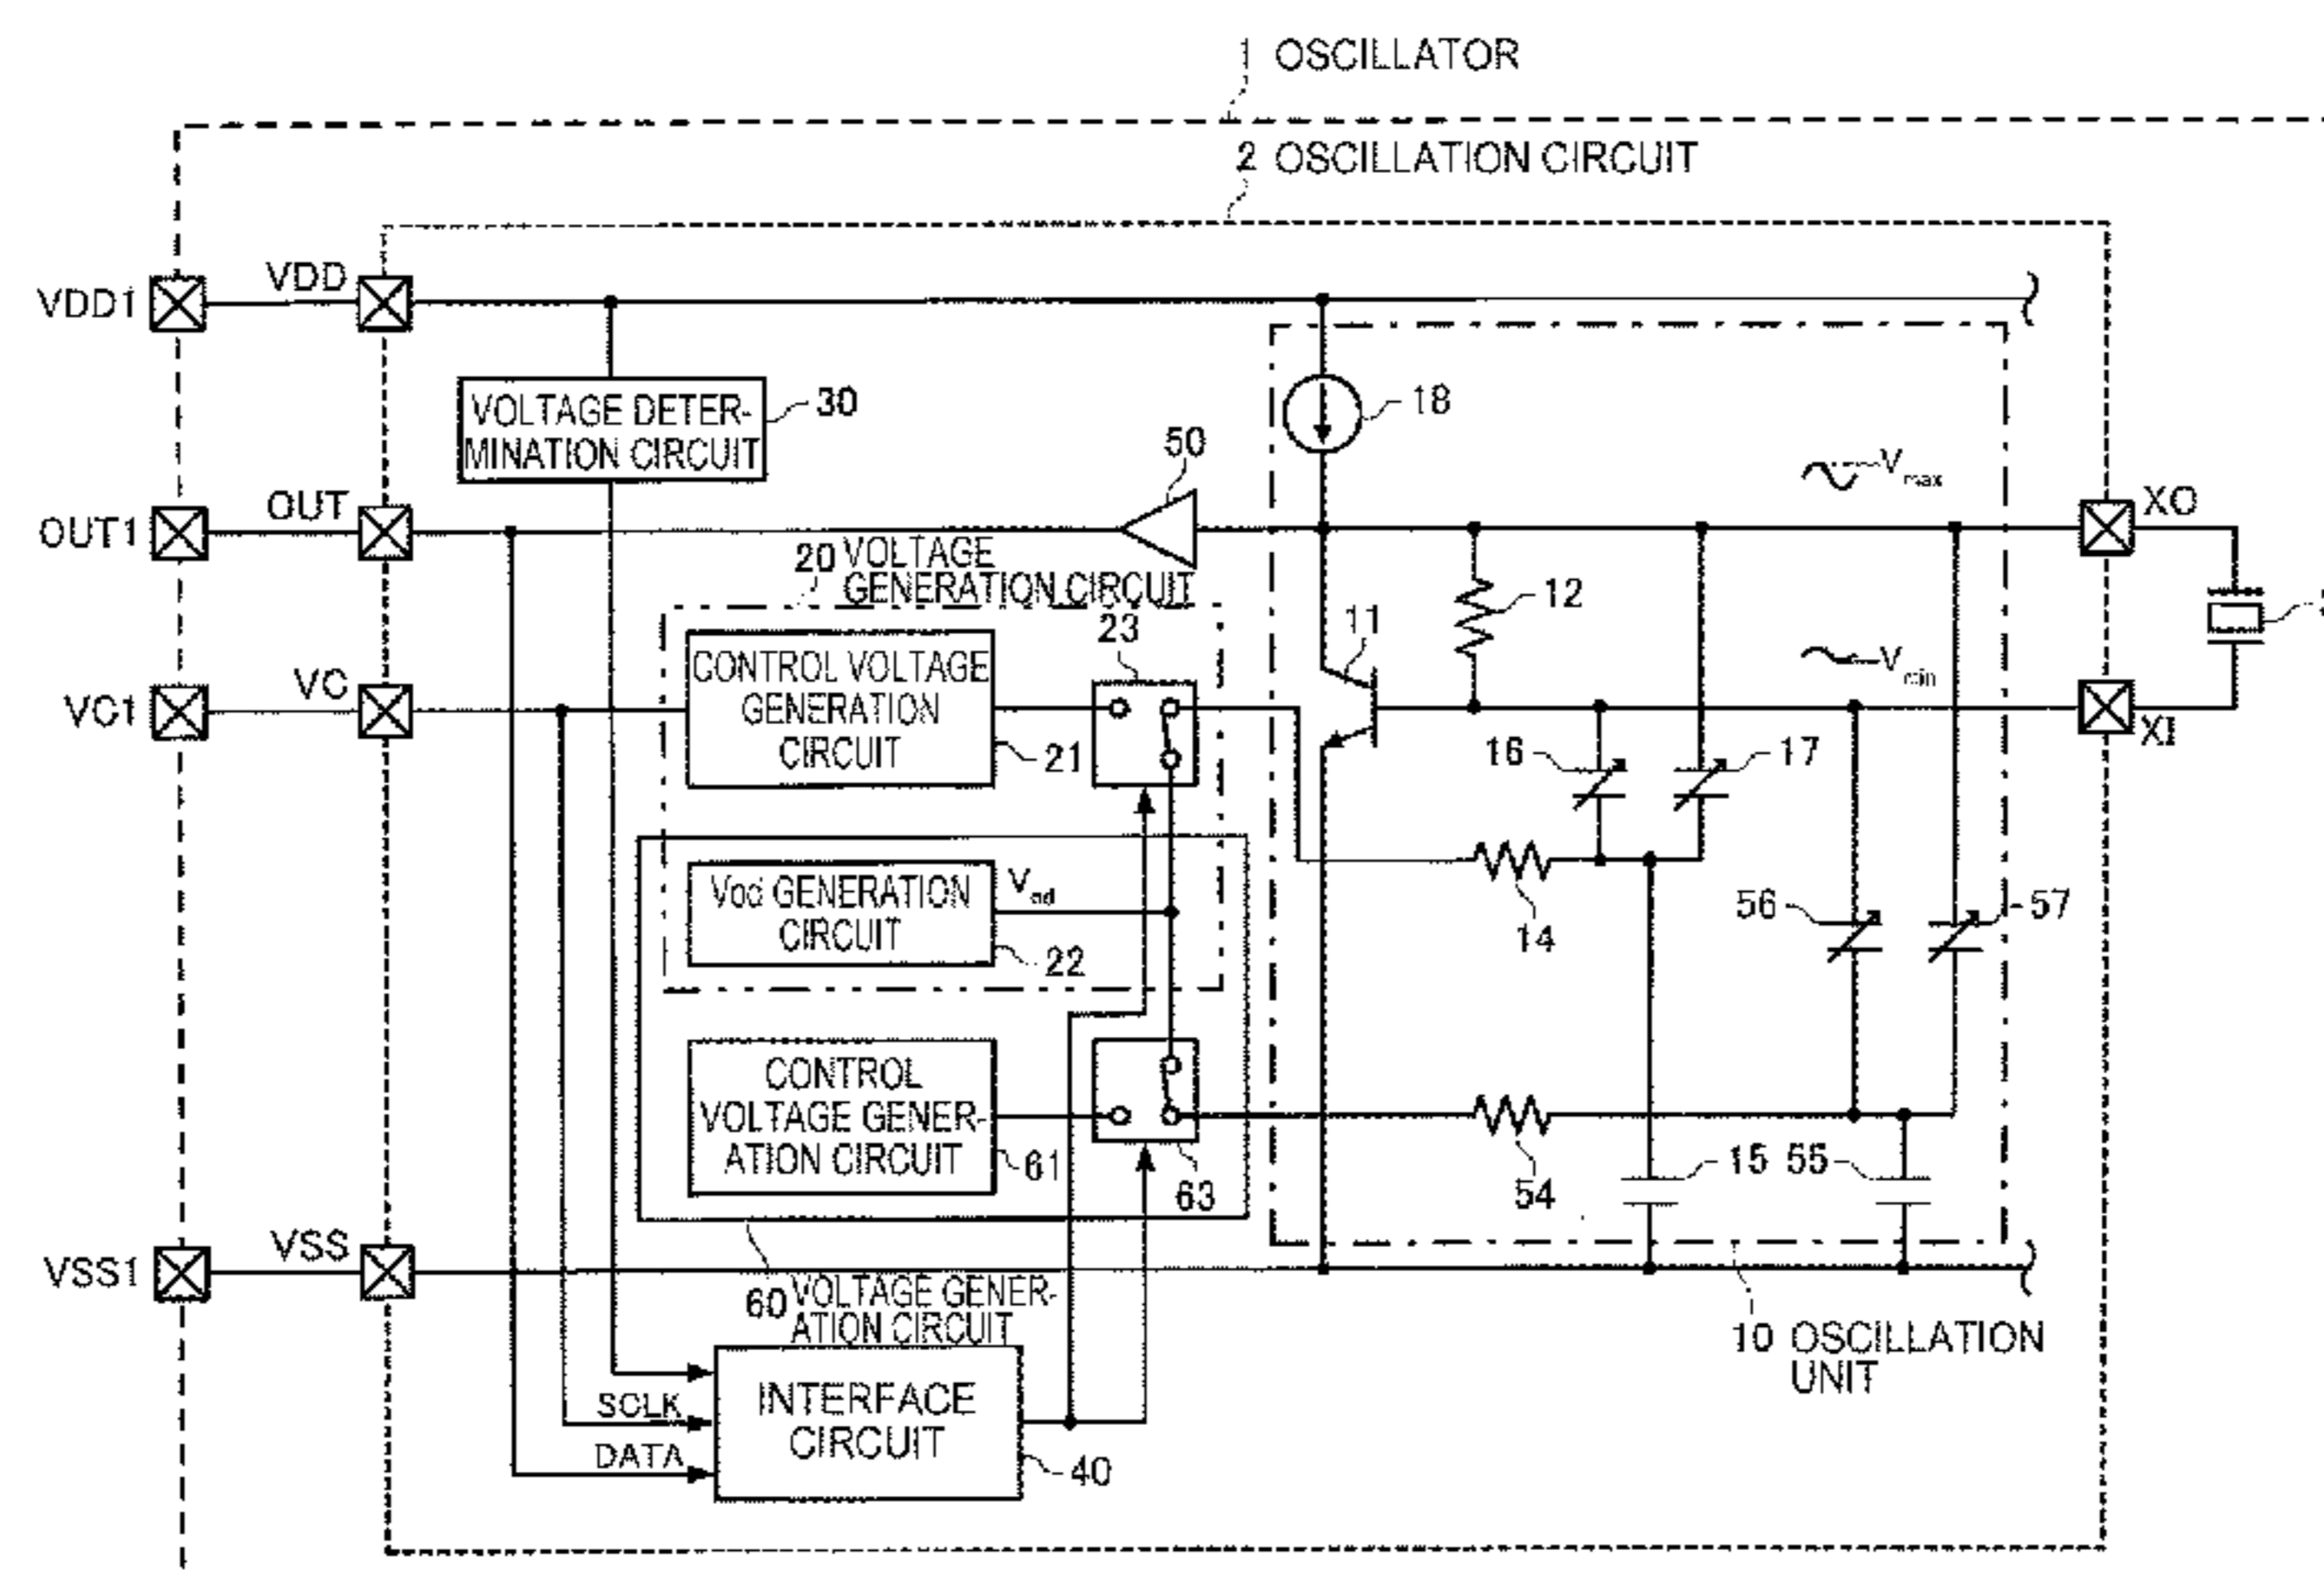 1 OSCILLATOR
2 OSCILLATION CIRCUIT
VDD1
VDD
VOLTAGE DETER-
MINATION CIRCUIT
30
18
50
Vmax
OUT1
OUT
XO
20 VOLTAGE
GENERATION CIRCUIT
12
11
23
CONTROL VOLTAGE
GENERATION
CIRCUIT
21
Vmin
VC1
VC
XI
16
17
Vod GENERATION
CIRCUIT
22
Vod
14
56
57
CONTROL
VOLTAGE GENER-
ATION CIRCUIT
61
63
54
15
55
VSS1
VSS
60 VOLTAGE GENER-
ATION CIRCUIT
10 OSCILLATION
UNIT
SCLK
DATA
INTERFACE
CIRCUIT
40